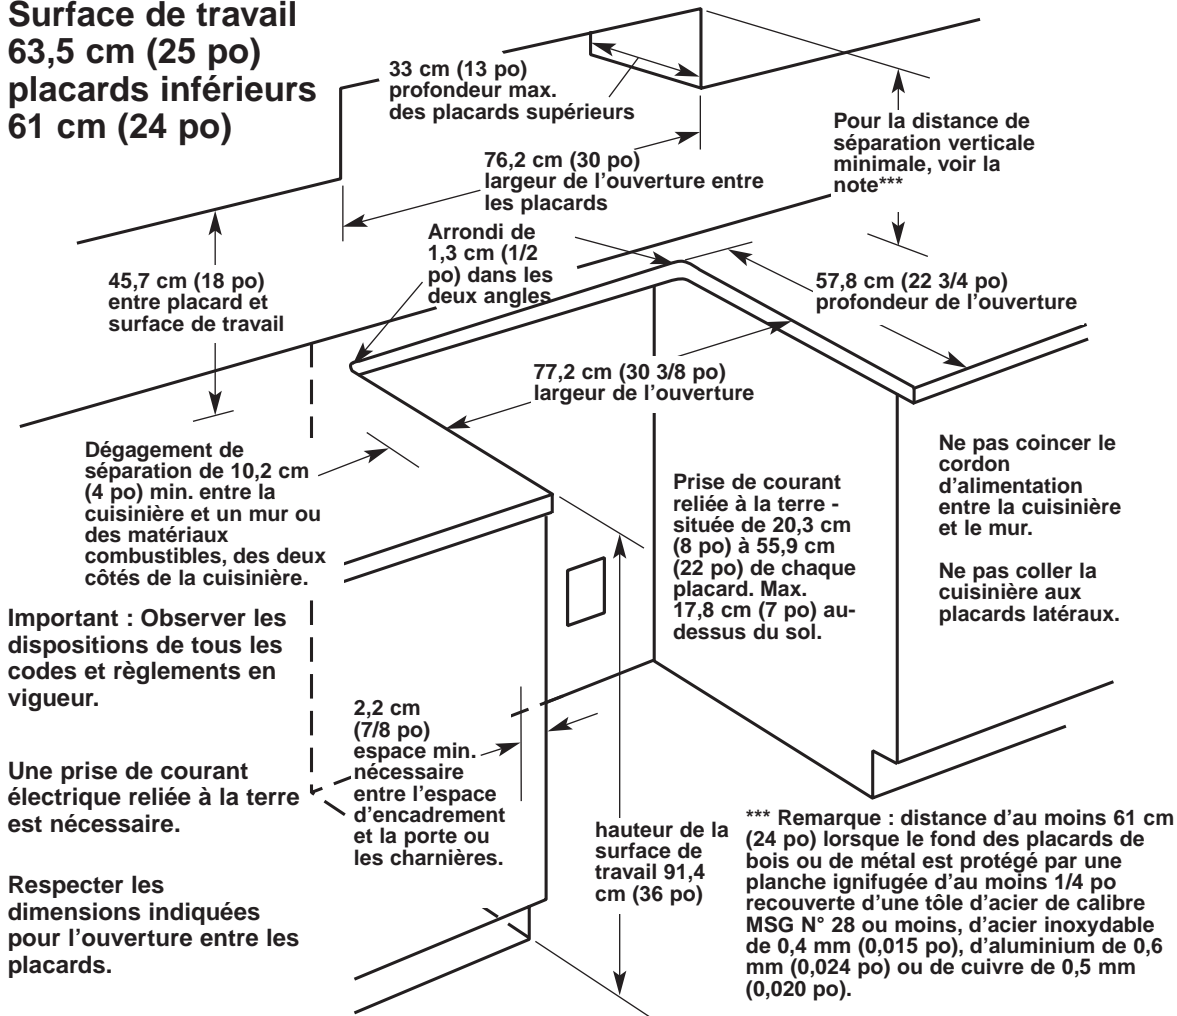 Surface de travail
63,5 cm (25 po)
placards inférieurs
61 cm (24 po)
33 cm (13 po)
profondeur max.
des placards supérieurs
Pour la distance de
séparation verticale
minimale, voir la
note***
76,2 cm (30 po)
largeur de l’ouverture entre
les placards
Arrondi de
1,3 cm (1/2
po) dans les
deux angles
45,7 cm (18 po)
entre placard et
surface de travail
57,8 cm (22 3/4 po)
profondeur de l’ouverture
77,2 cm (30 3/8 po)
largeur de l’ouverture
Dégagement de
séparation de 10,2 cm
(4 po) min. entre la
cuisinière et un mur ou
des matériaux
combustibles, des deux
côtés de la cuisinière.
Prise de courant
reliée à la terre -
située de 20,3 cm
(8 po) à 55,9 cm
(22 po) de chaque
placard. Max.
17,8 cm (7 po) au-
dessus du sol.
Ne pas coincer le
cordon
d’alimentation
entre la cuisinière
et le mur.
Ne pas coller la
cuisinière aux
placards latéraux.
Important : Observer les
dispositions de tous les
codes et règlements en
vigueur.
Une prise de courant
électrique reliée à la terre
est nécessaire.
Respecter les
dimensions indiquées
pour l’ouverture entre les
placards.
2,2 cm
(7/8 po)
espace min.
nécessaire
entre l’espace
d’encadrement
et la porte ou
les charnières.
hauteur de la
surface de
travail 91,4
cm (36 po)
*** Remarque : distance d’au moins 61 cm
(24 po) lorsque le fond des placards de
bois ou de métal est protégé par une
planche ignifugée d’au moins 1/4 po
recouverte d’une tôle d’acier de calibre
MSG N° 28 ou moins, d’acier inoxydable
de 0,4 mm (0,015 po), d’aluminium de 0,6
mm (0,024 po) ou de cuivre de 0,5 mm
(0,020 po).